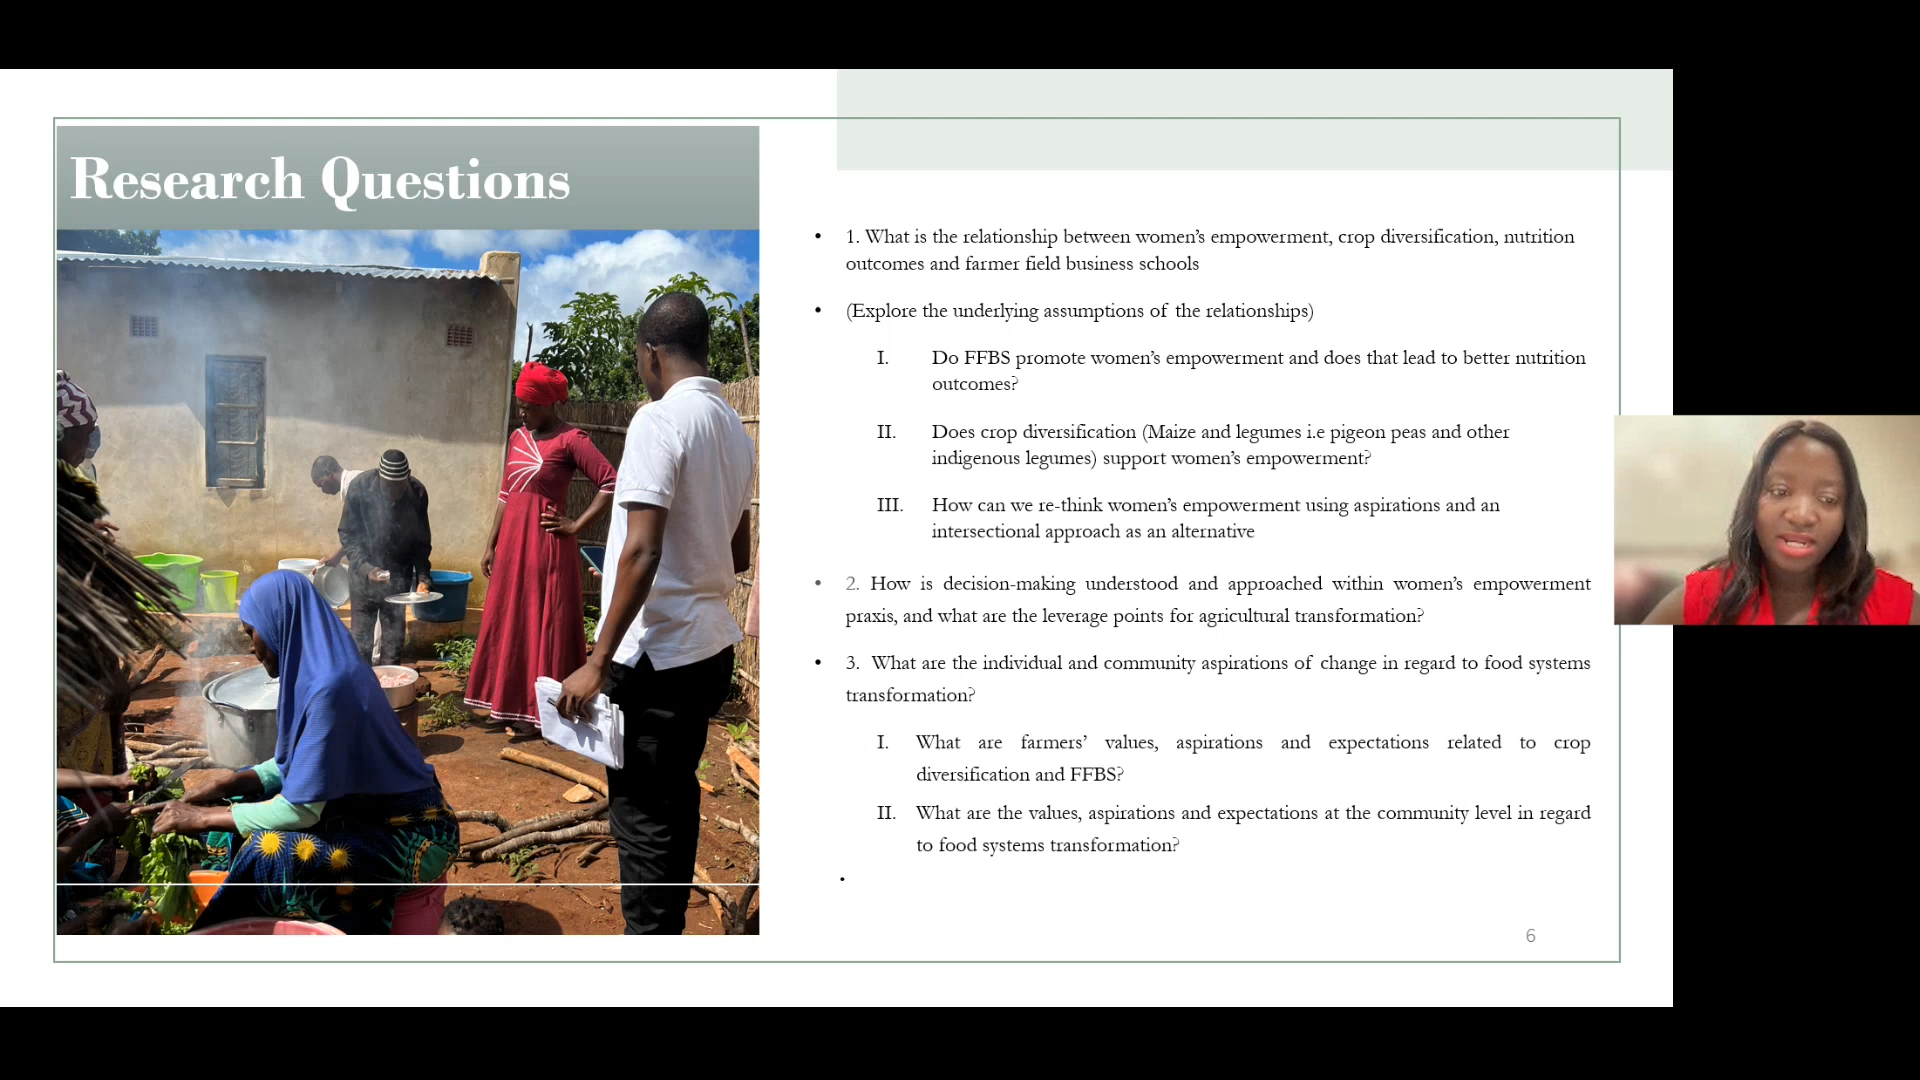 Research Questions
• 1. What is the relationship between women’s empowerment, crop diversification, nutrition
outcomes and farmer field business schools
• (Explore the underlying assumptions of the relationships)
I. Do FFBS promote women’s empowerment and does that lead to better nutrition
outcomes?
II. Does crop diversification (Maize and legumes i.e pigeon peas and other
indigenous legumes) support women’s empowerment?
III. How can we re-think women’s empowerment using aspirations and an
intersectional approach as an alternative
• 2. How is decision-making understood and approached within women’s empowerment
praxis, and what are the leverage points for agricultural transformation?
• 3. What are the individual and community aspirations of change in regard to food systems
transformation?
I. What are farmers’ values, aspirations and expectations related to crop
diversification and FFBS?
II. What are the values, aspirations and expectations at the community level in regard
to food systems transformation?
•
6